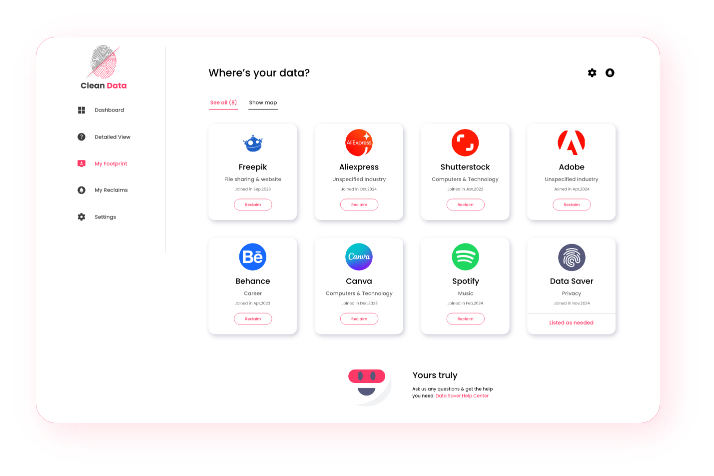 Clean Data
Dashboard
Detailed View
My Footprint
My Reclaims
Settings
Where's your data?
See all (8)
Show map
Freepik
File sharing & website
Joined in Sep,2023
Reclaim
AliExpress
Aliexpress
Unspecified industry
Joined in Oct,2024
Reclaim
Shutterstock
Computers & Technology
Joined in Jan,2022
Reclaim
Adobe
Unspecified industry
Joined in Apr,2024
Reclaim
Bē
Behance
Career
Joined in Apr,2023
Reclaim
Canva
Canva
Computers & Technology
Joined in Dec,2023
Reclaim
Spotify
Music
Joined in Feb,2024
Reclaim
Data Saver
Privacy
Joined in Nov,2024
Listed as needed
Yours truly
Ask us any questions & get the help
you need. Data Saver Help Center